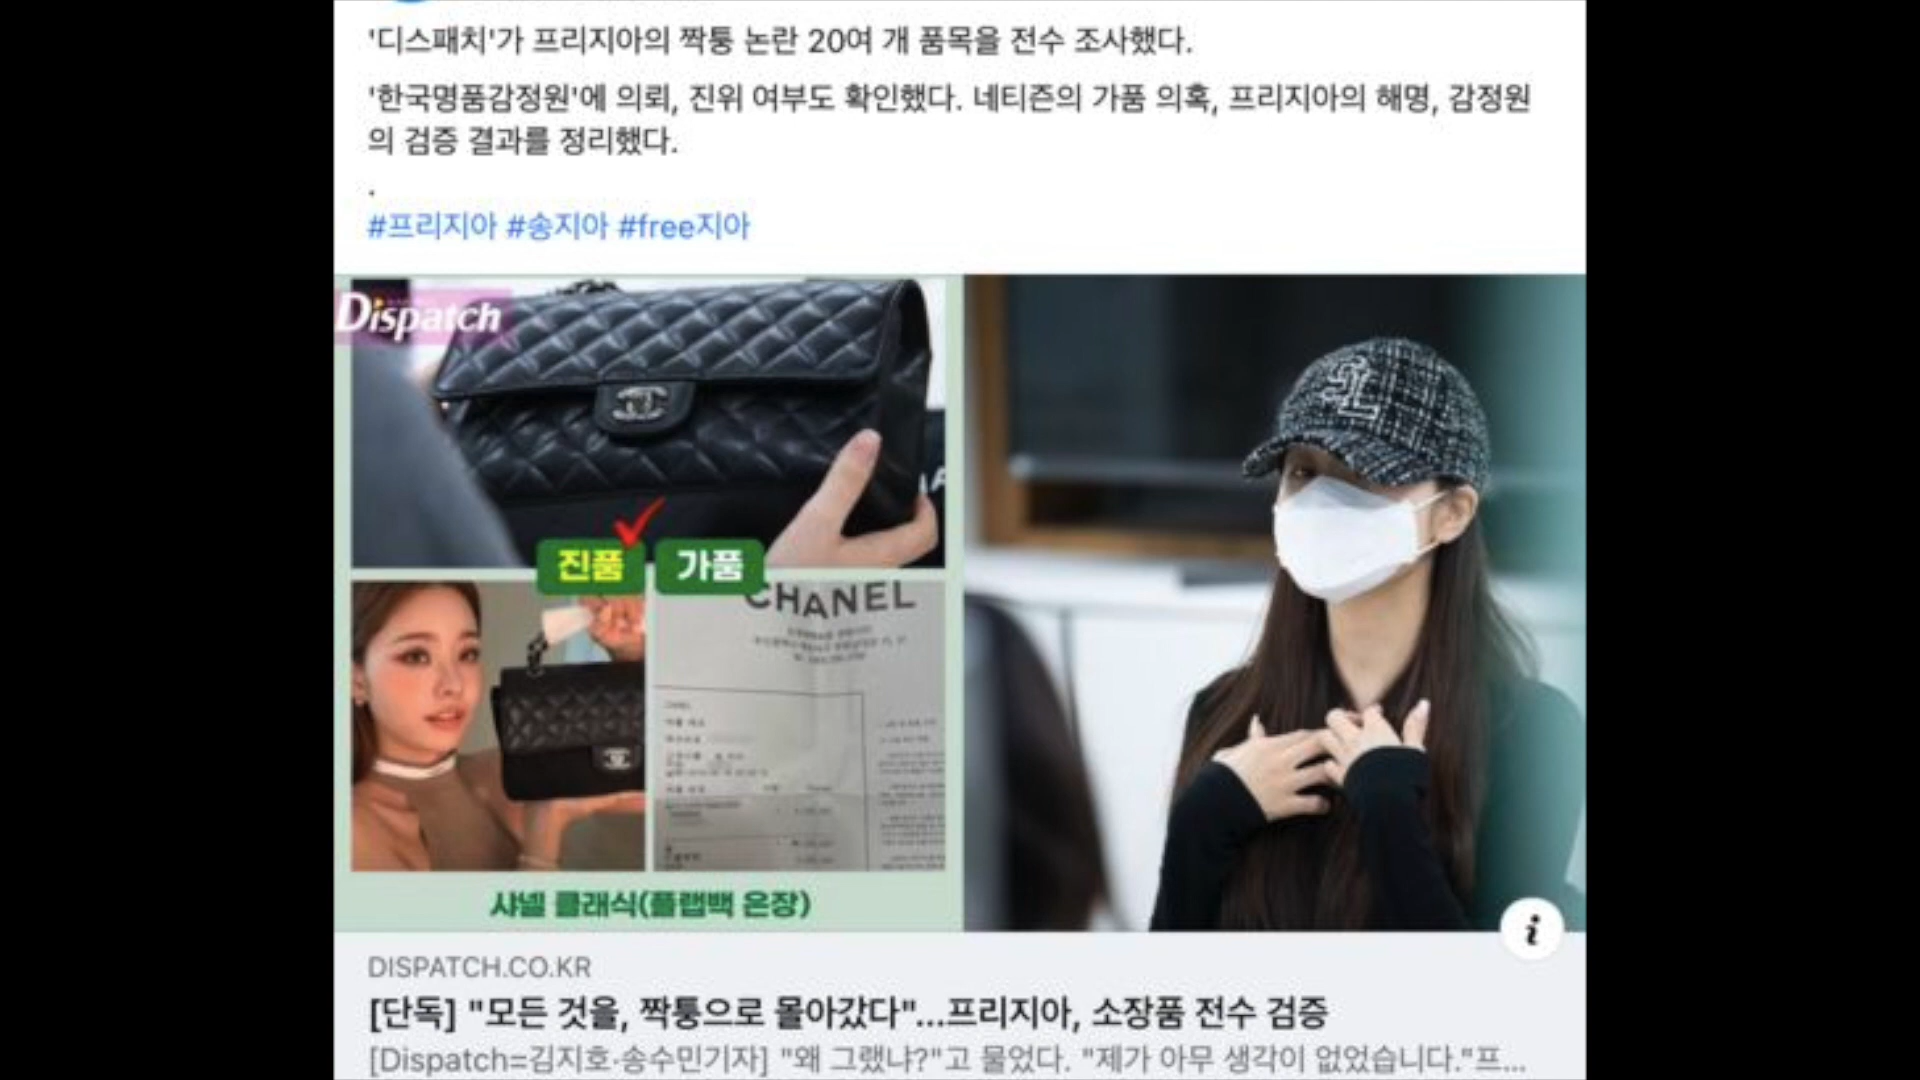 '디스패치'가 프리지아의 짝퉁 논란 20여 개 품목을 전수 조사했다.
'한국명품감정원'에 의뢰, 진위 여부도 확인했다. 네티즌의 가품 의혹, 프리지아의 해명, 감정원
의 검증 결과를 정리했다.
.
#프리지아 #송지아 #free지아
Dispatch
진품 가품
CHANEL
샤넬 클래식(플랩백 은장)
i
DISPATCH.CO.KR
[단독] "모든 것을, 짝퉁으로 몰아갔다"...프리지아, 소장품 전수 검증
[Dispatch=김지호·송수민기자] "왜 그랬냐?"고 물었다. "제가 아무 생각이 없었습니다."프...